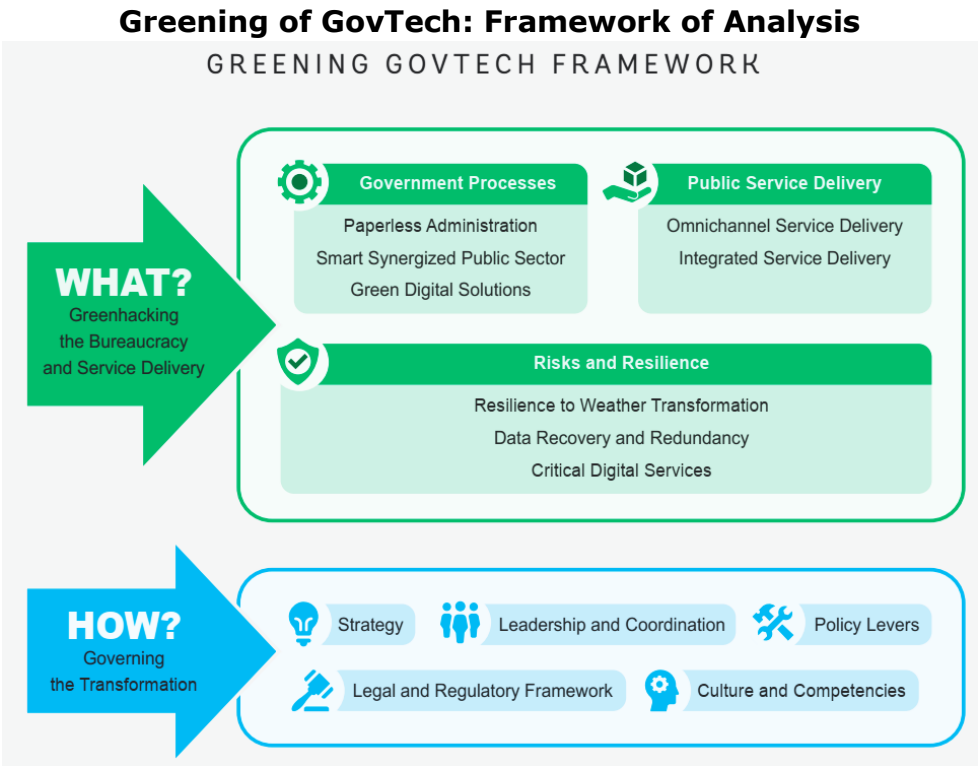 Greening of GovTech: Framework of Analysis
GREENING GOVTECH FRAMEWORK
WHAT?
Greenhacking
the Bureaucracy
and Service Delivery
Government Processes
Paperless Administration
Smart Synergized Public Sector
Green Digital Solutions
Public Service Delivery
Omnichannel Service Delivery
Integrated Service Delivery
Risks and Resilience
Resilience to Weather Transformation
Data Recovery and Redundancy
Critical Digital Services
HOW?
Governing
the Transformation
Strategy
Leadership and Coordination
Policy Levers
Legal and Regulatory Framework
Culture and Competencies